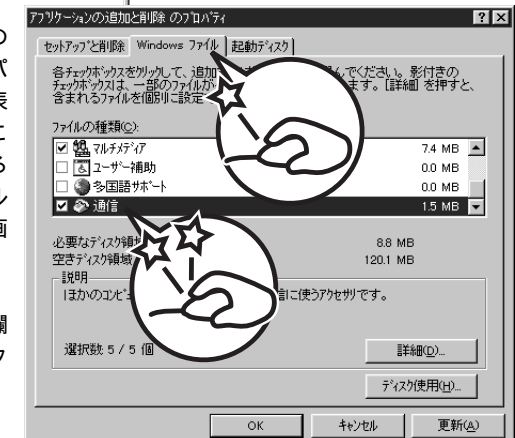 アプリケーションの追加と削除 のプロパティ
セットアップと削除 Windows ファイル 起動ディスク
各チェックボックスをクリックして、追加 んでください。影付きの
チェックボックスは、一部のファイルが ます。[詳細] を押すと、
含まれるファイルを個別に設定
ファイルの種類(C):
マルチメディア 7.4 MB
ユーザー補助 0.0 MB
多国語サポート 0.0 MB
通信 1.5 MB
必要なディスク領域 8.8 MB
空きディスク領域 120.1 MB
説明
ほかのコンピュ 信に使うアクセサリです。
選択数: 5 / 5 個
詳細(D)...
ディスク使用(H)...
OK キャンセル 更新(A)
の
パ
表
に
る
ル
画
欄